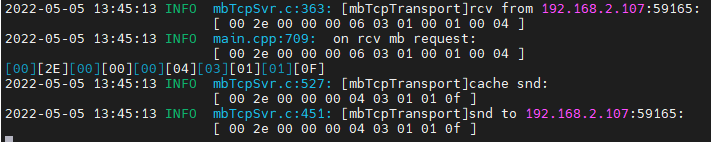 2022-05-05 13:45:13 INFO  mbTcpSvr.c:363: [mbTcpTransport]rcv from 192.168.2.107:59165:
[ 00 2e 00 00 00 06 03 01 00 01 00 04 ]
2022-05-05 13:45:13 INFO  main.cpp:709:  on rcv mb request:
[ 00 2e 00 00 00 06 03 01 00 01 00 04 ]
[00][2E][00][00][00][04][03][01][01][0F]
2022-05-05 13:45:13 INFO  mbTcpSvr.c:527: [mbTcpTransport]cache snd:
[ 00 2e 00 00 00 04 03 01 01 0f ]
2022-05-05 13:45:13 INFO  mbTcpSvr.c:451: [mbTcpTransport]snd to 192.168.2.107:59165:
[ 00 2e 00 00 00 04 03 01 01 0f ]